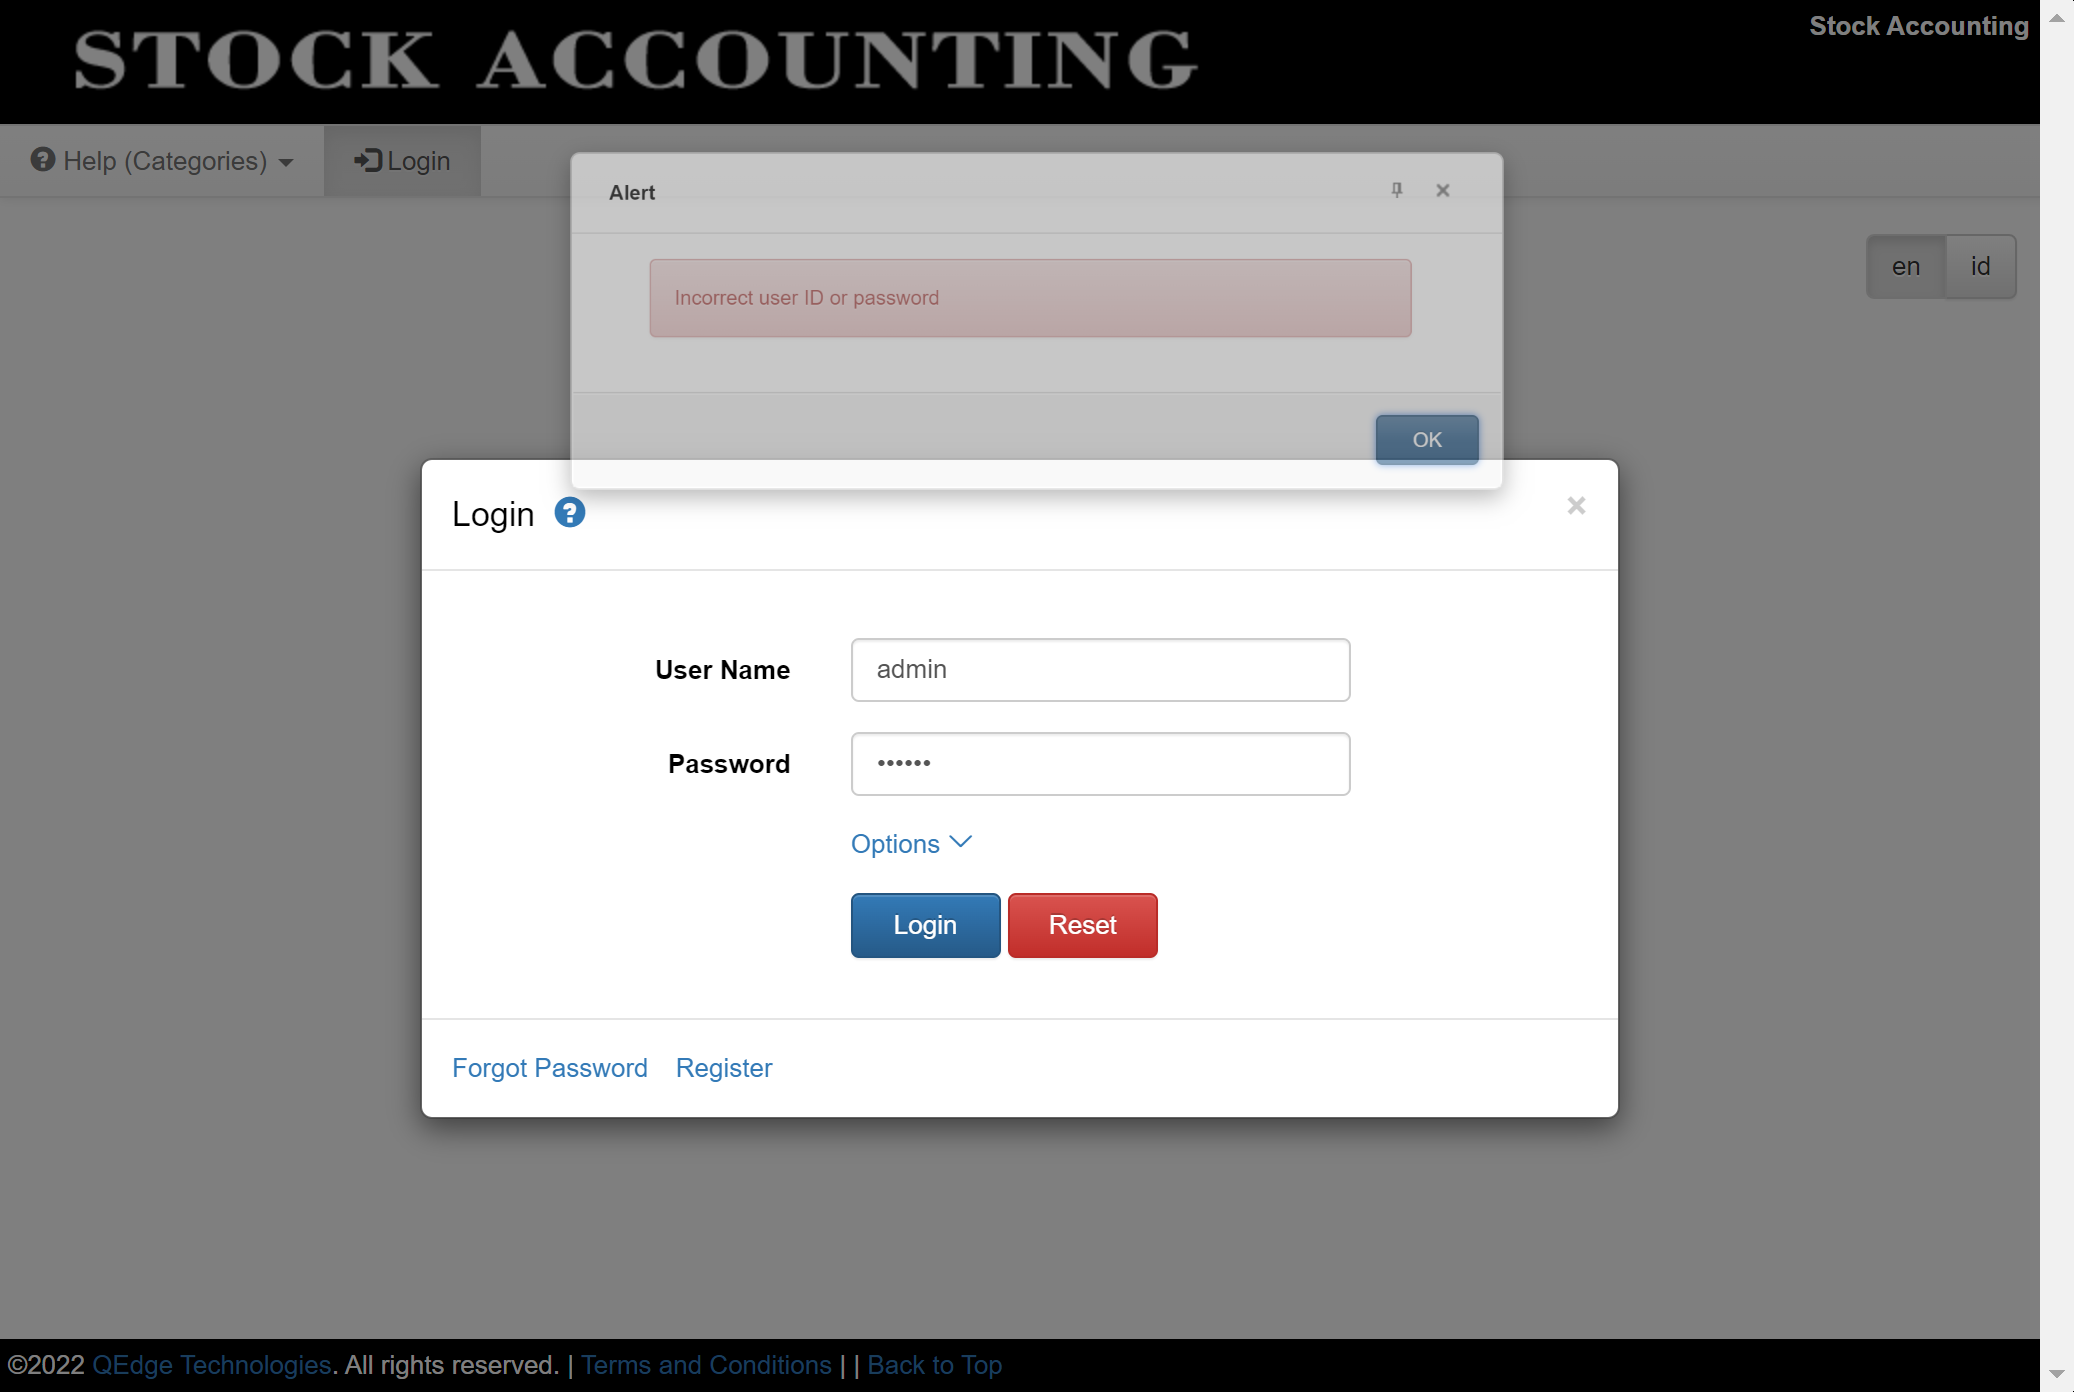 STOCK ACCOUNTING
Stock Accounting
Help (Categories)
Login
en
id
Alert
Incorrect user ID or password
OK
Login
User Name
admin
Password
••••••
Options
Login
Reset
Forgot Password
Register
©2022 QEdge Technologies. All rights reserved. | Terms and Conditions | | Back to Top